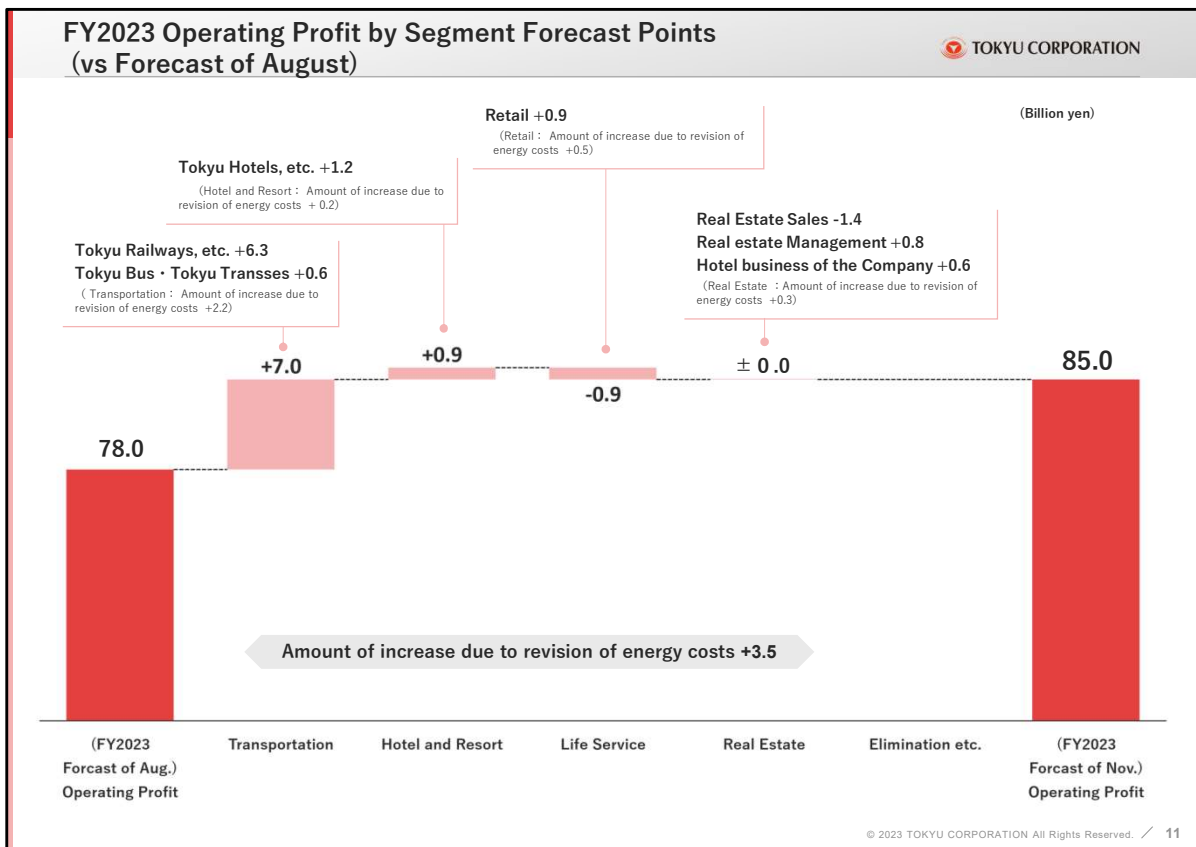 FY2023 Operating Profit by Segment Forecast Points
(vs Forecast of August)
TOKYU CORPORATION
(Billion yen)
Retail +0.9
(Retail : Amount of increase due to revision of
energy costs +0.5)
Tokyu Hotels, etc. +1.2
(Hotel and Resort : Amount of increase due to
revision of energy costs + 0.2)
Real Estate Sales -1.4
Real estate Management +0.8
Hotel business of the Company +0.6
(Real Estate : Amount of increase due to revision of
energy costs +0.3)
Tokyu Railways, etc. +6.3
Tokyu Bus・Tokyu Transses +0.6
( Transportation : Amount of increase due to
revision of energy costs +2.2)
78.0
+7.0
+0.9
-0.9
± 0.0
85.0
Amount of increase due to revision of energy costs +3.5
(FY2023
Forcast of Aug.)
Operating Profit
Transportation
Hotel and Resort
Life Service
Real Estate
Elimination etc.
(FY2023
Forcast of Nov.)
Operating Profit
© 2023 TOKYU CORPORATION All Rights Reserved. / 11